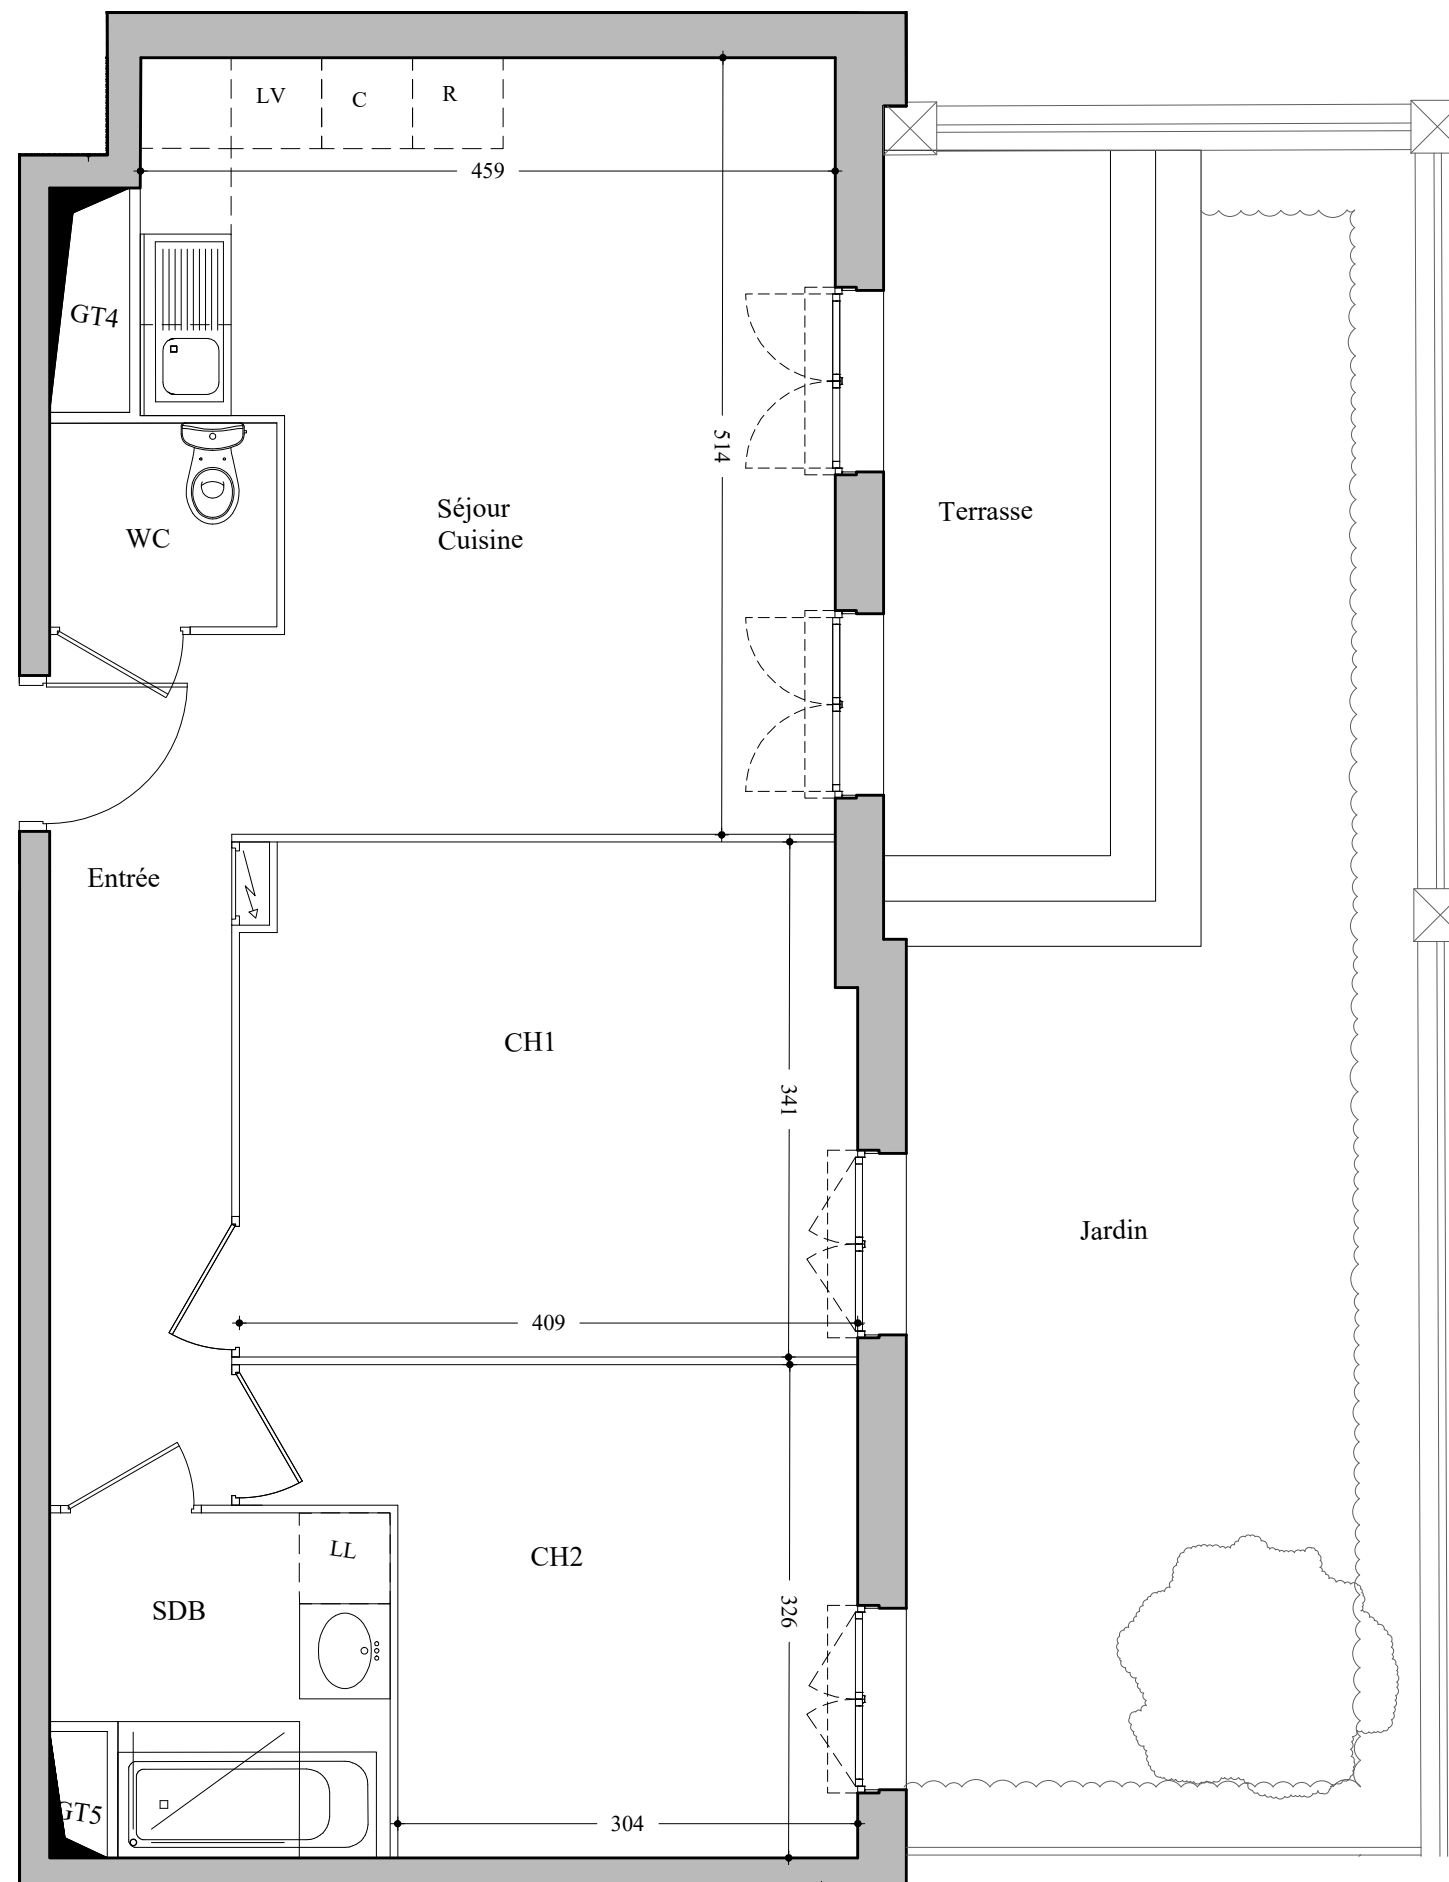 LV
C
R
459
GT4
514
Séjour
Cuisine
Terrasse
WC
Entrée
CH1
341
Jardin
409
LL
CH2
SDB
326
GT5
304